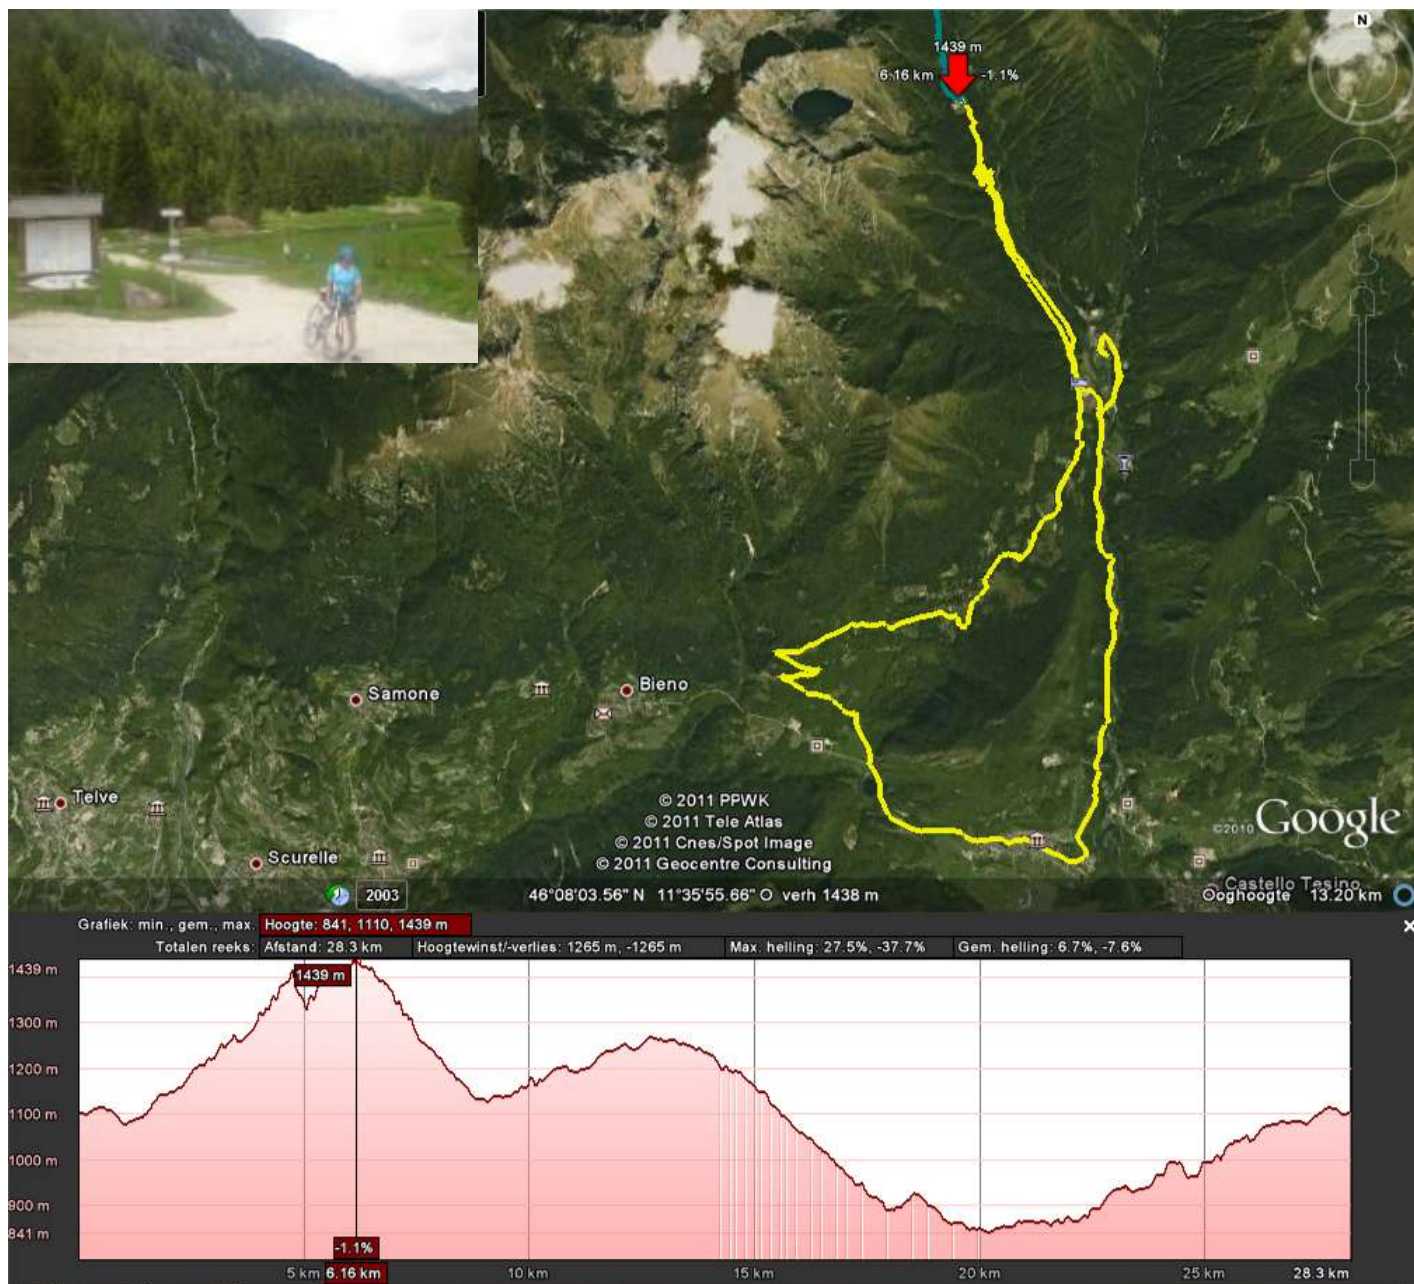 N
1439 m
6.16 km -1.1%
Samone
Bieno
Telve
Scurelle
© 2011 PPWK
© 2011 Tele Atlas
© 2011 Cnes/Spot Image
© 2011 Geocentre Consulting
©2010 Google
Castello Tesino
2003 46°08'03.56" N 11°35'55.66" O verh 1438 m Ooghoogte 13.20 km
Grafiek: min., gem., max. Hoogte: 841, 1110, 1439 m
Totalen reeks: Afstand: 28.3 km Hoogtewinst/-verlies: 1265 m, -1265 m Max. helling: 27.5%, -37.7% Gem. helling: 6.7%, -7.6%
1439 m
1439 m
1300 m
1200 m
1100 m
1000 m
900 m
841 m
-1.1%
5 km 6.16 km 10 km 15 km 20 km 25 km 28.3 km